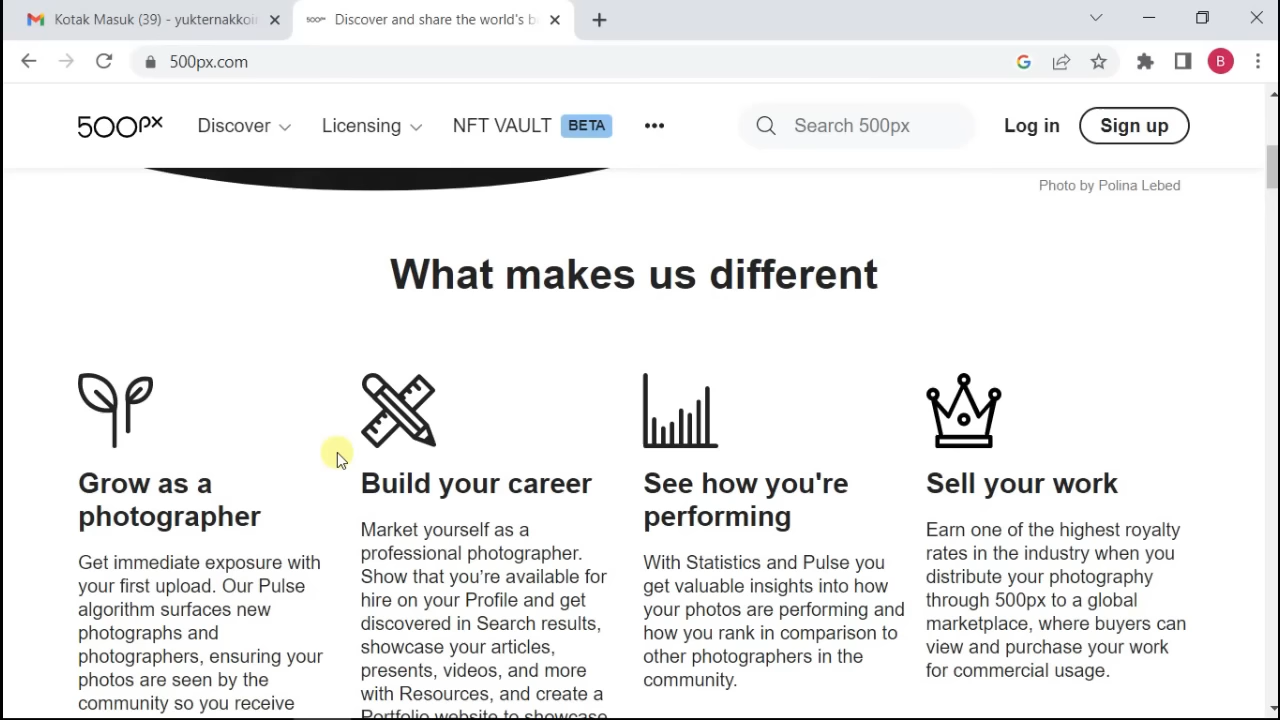 Kotak Masuk (39) - yukternakkoin
Discover and share the world's b
500px.com
B
500px
Discover
Licensing
NFT VAULT BETA
Search 500px
Log in
Sign up
Photo by Polina Lebed
What makes us different
Grow as a
photographer
Get immediate exposure with
your first upload. Our Pulse
algorithm surfaces new
photographs and
photographers, ensuring your
photos are seen by the
community so you receive
Build your career
Market yourself as a
professional photographer.
Show that you’re available for
hire on your Profile and get
discovered in Search results,
showcase your articles,
presents, videos, and more
with Resources, and create a
Portfolio website to showcase
See how you're
performing
With Statistics and Pulse you
get valuable insights into how
your photos are performing and
how you rank in comparison to
other photographers in the
community.
Sell your work
Earn one of the highest royalty
rates in the industry when you
distribute your photography
through 500px to a global
marketplace, where buyers can
view and purchase your work
for commercial usage.